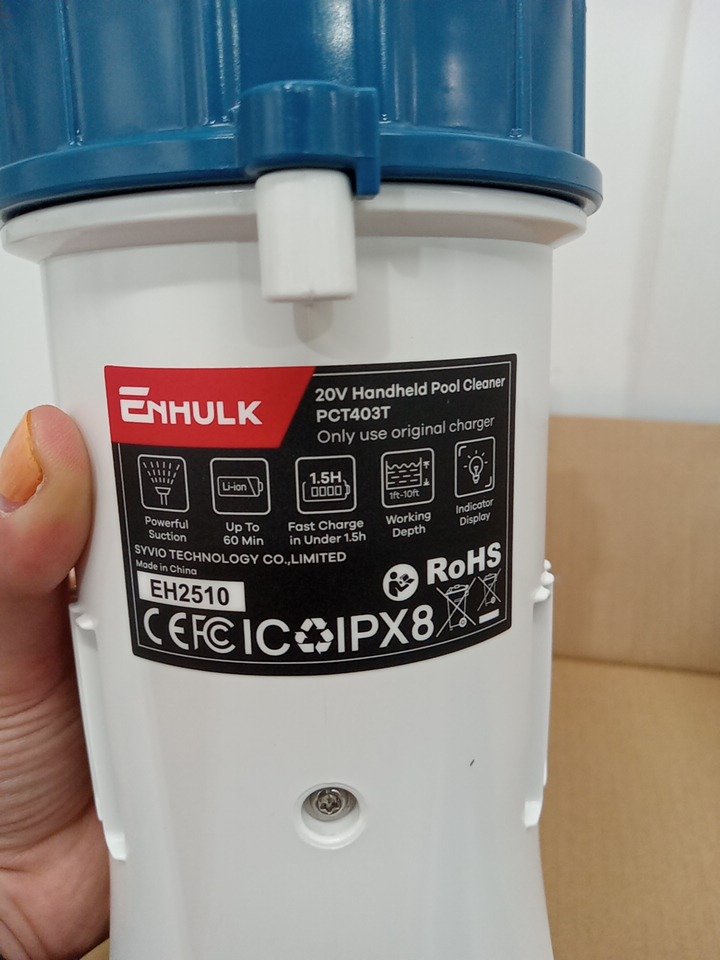 ENHULK
20V Handheld Pool Cleaner
PCT403T
Only use original charger
Li-ion
1.5H
1ft-10ft
Powerful
Suction
Up To
60 Min
Fast Charge
in Under 1.5h
Working
Depth
Indicator
Display
SYVIO TECHNOLOGY CO.,LIMITED
Made in China
EH2510
RoHS
CE FC IC IPX8